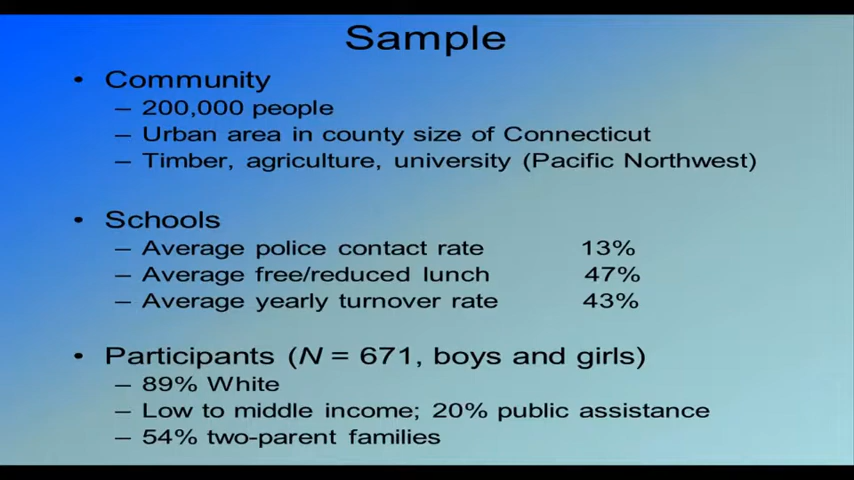 Sample
• Community
– 200,000 people
– Urban area in county size of Connecticut
– Timber, agriculture, university (Pacific Northwest)
• Schools
– Average police contact rate 13%
– Average free/reduced lunch 47%
– Average yearly turnover rate 43%
• Participants (N = 671, boys and girls)
– 89% White
– Low to middle income; 20% public assistance
– 54% two-parent families